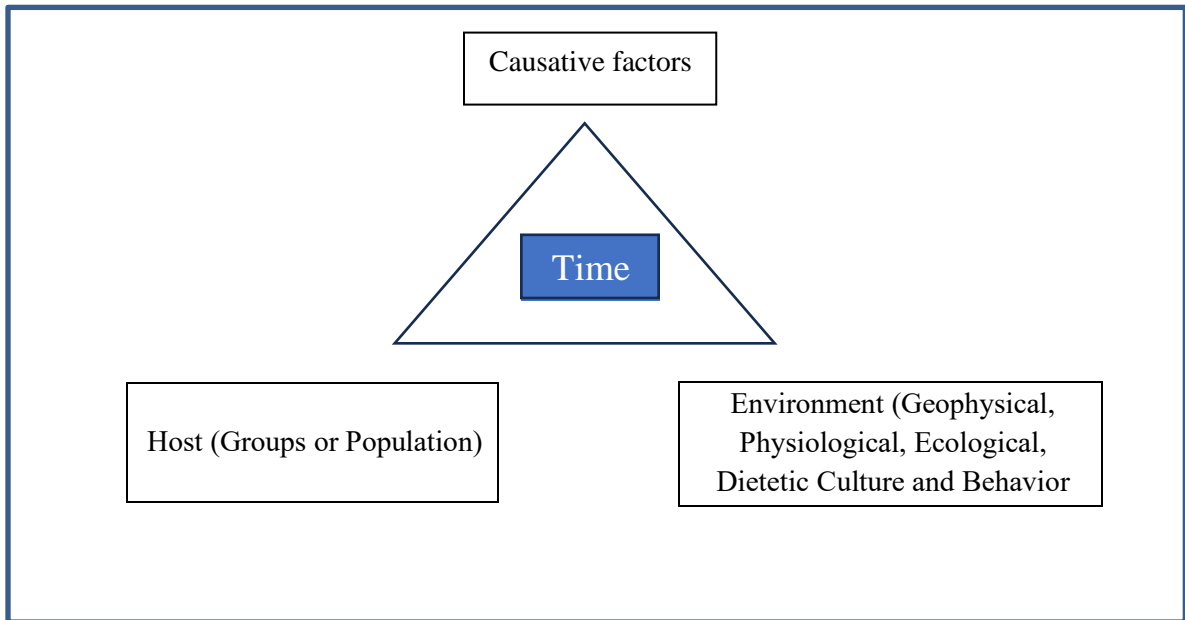 Causative factors
Time
Host (Groups or Population)
Environment (Geophysical,
Physiological, Ecological,
Dietetic Culture and Behavior